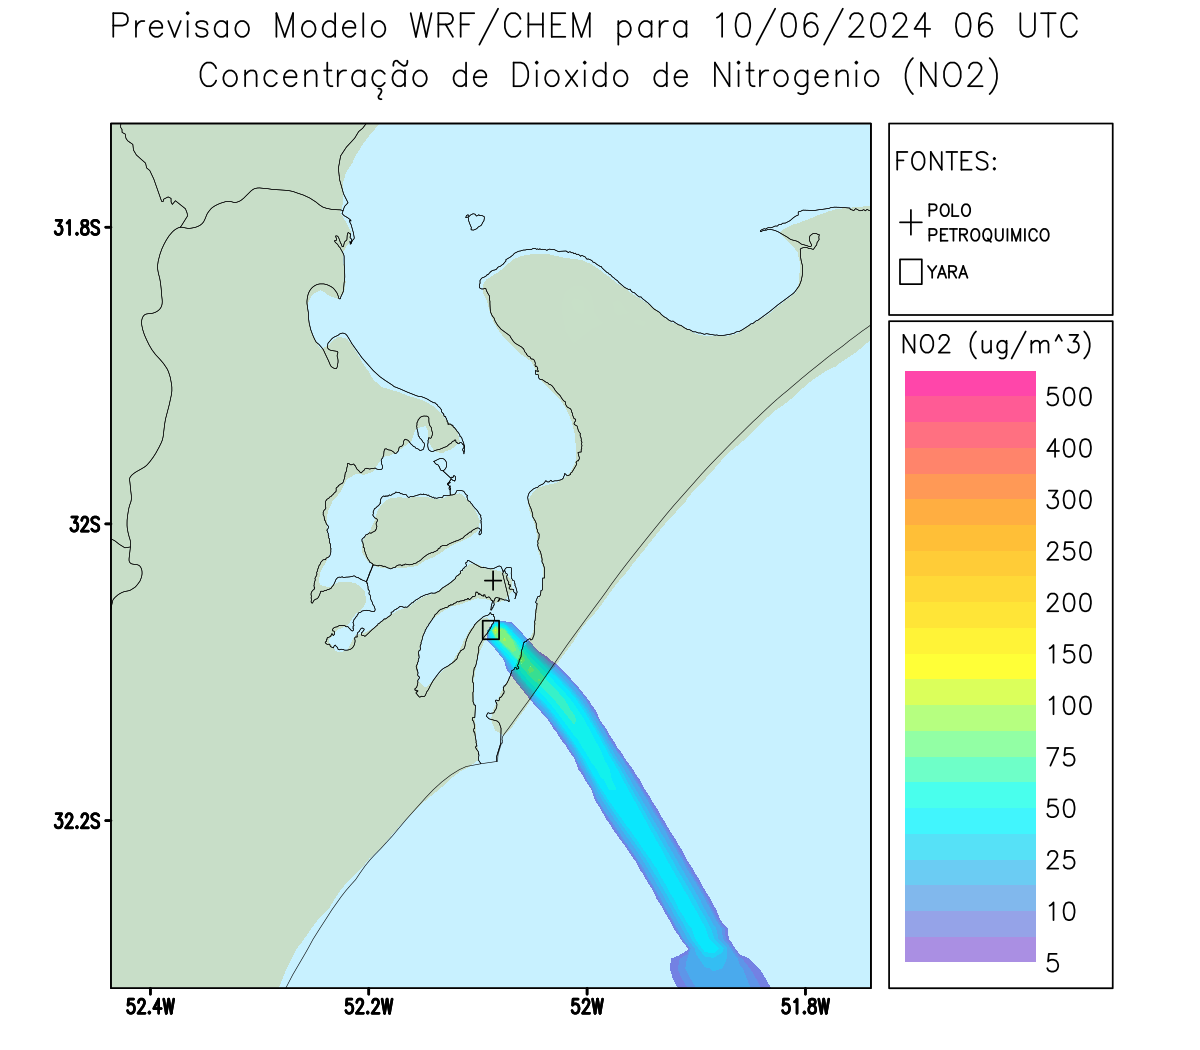 Previsao Modelo WRF/CHEM para 10/06/2024 06 UTC
Concentração de Dioxido de Nitrogenio (NO2)
FONTES:
POLO
PETROQUIMICO
YARA
NO2 (ug/m^3)
500
400
300
250
200
150
100
75
50
25
10
5
31.8S
32S
32.2S
52.4W
52.2W
52W
51.8W